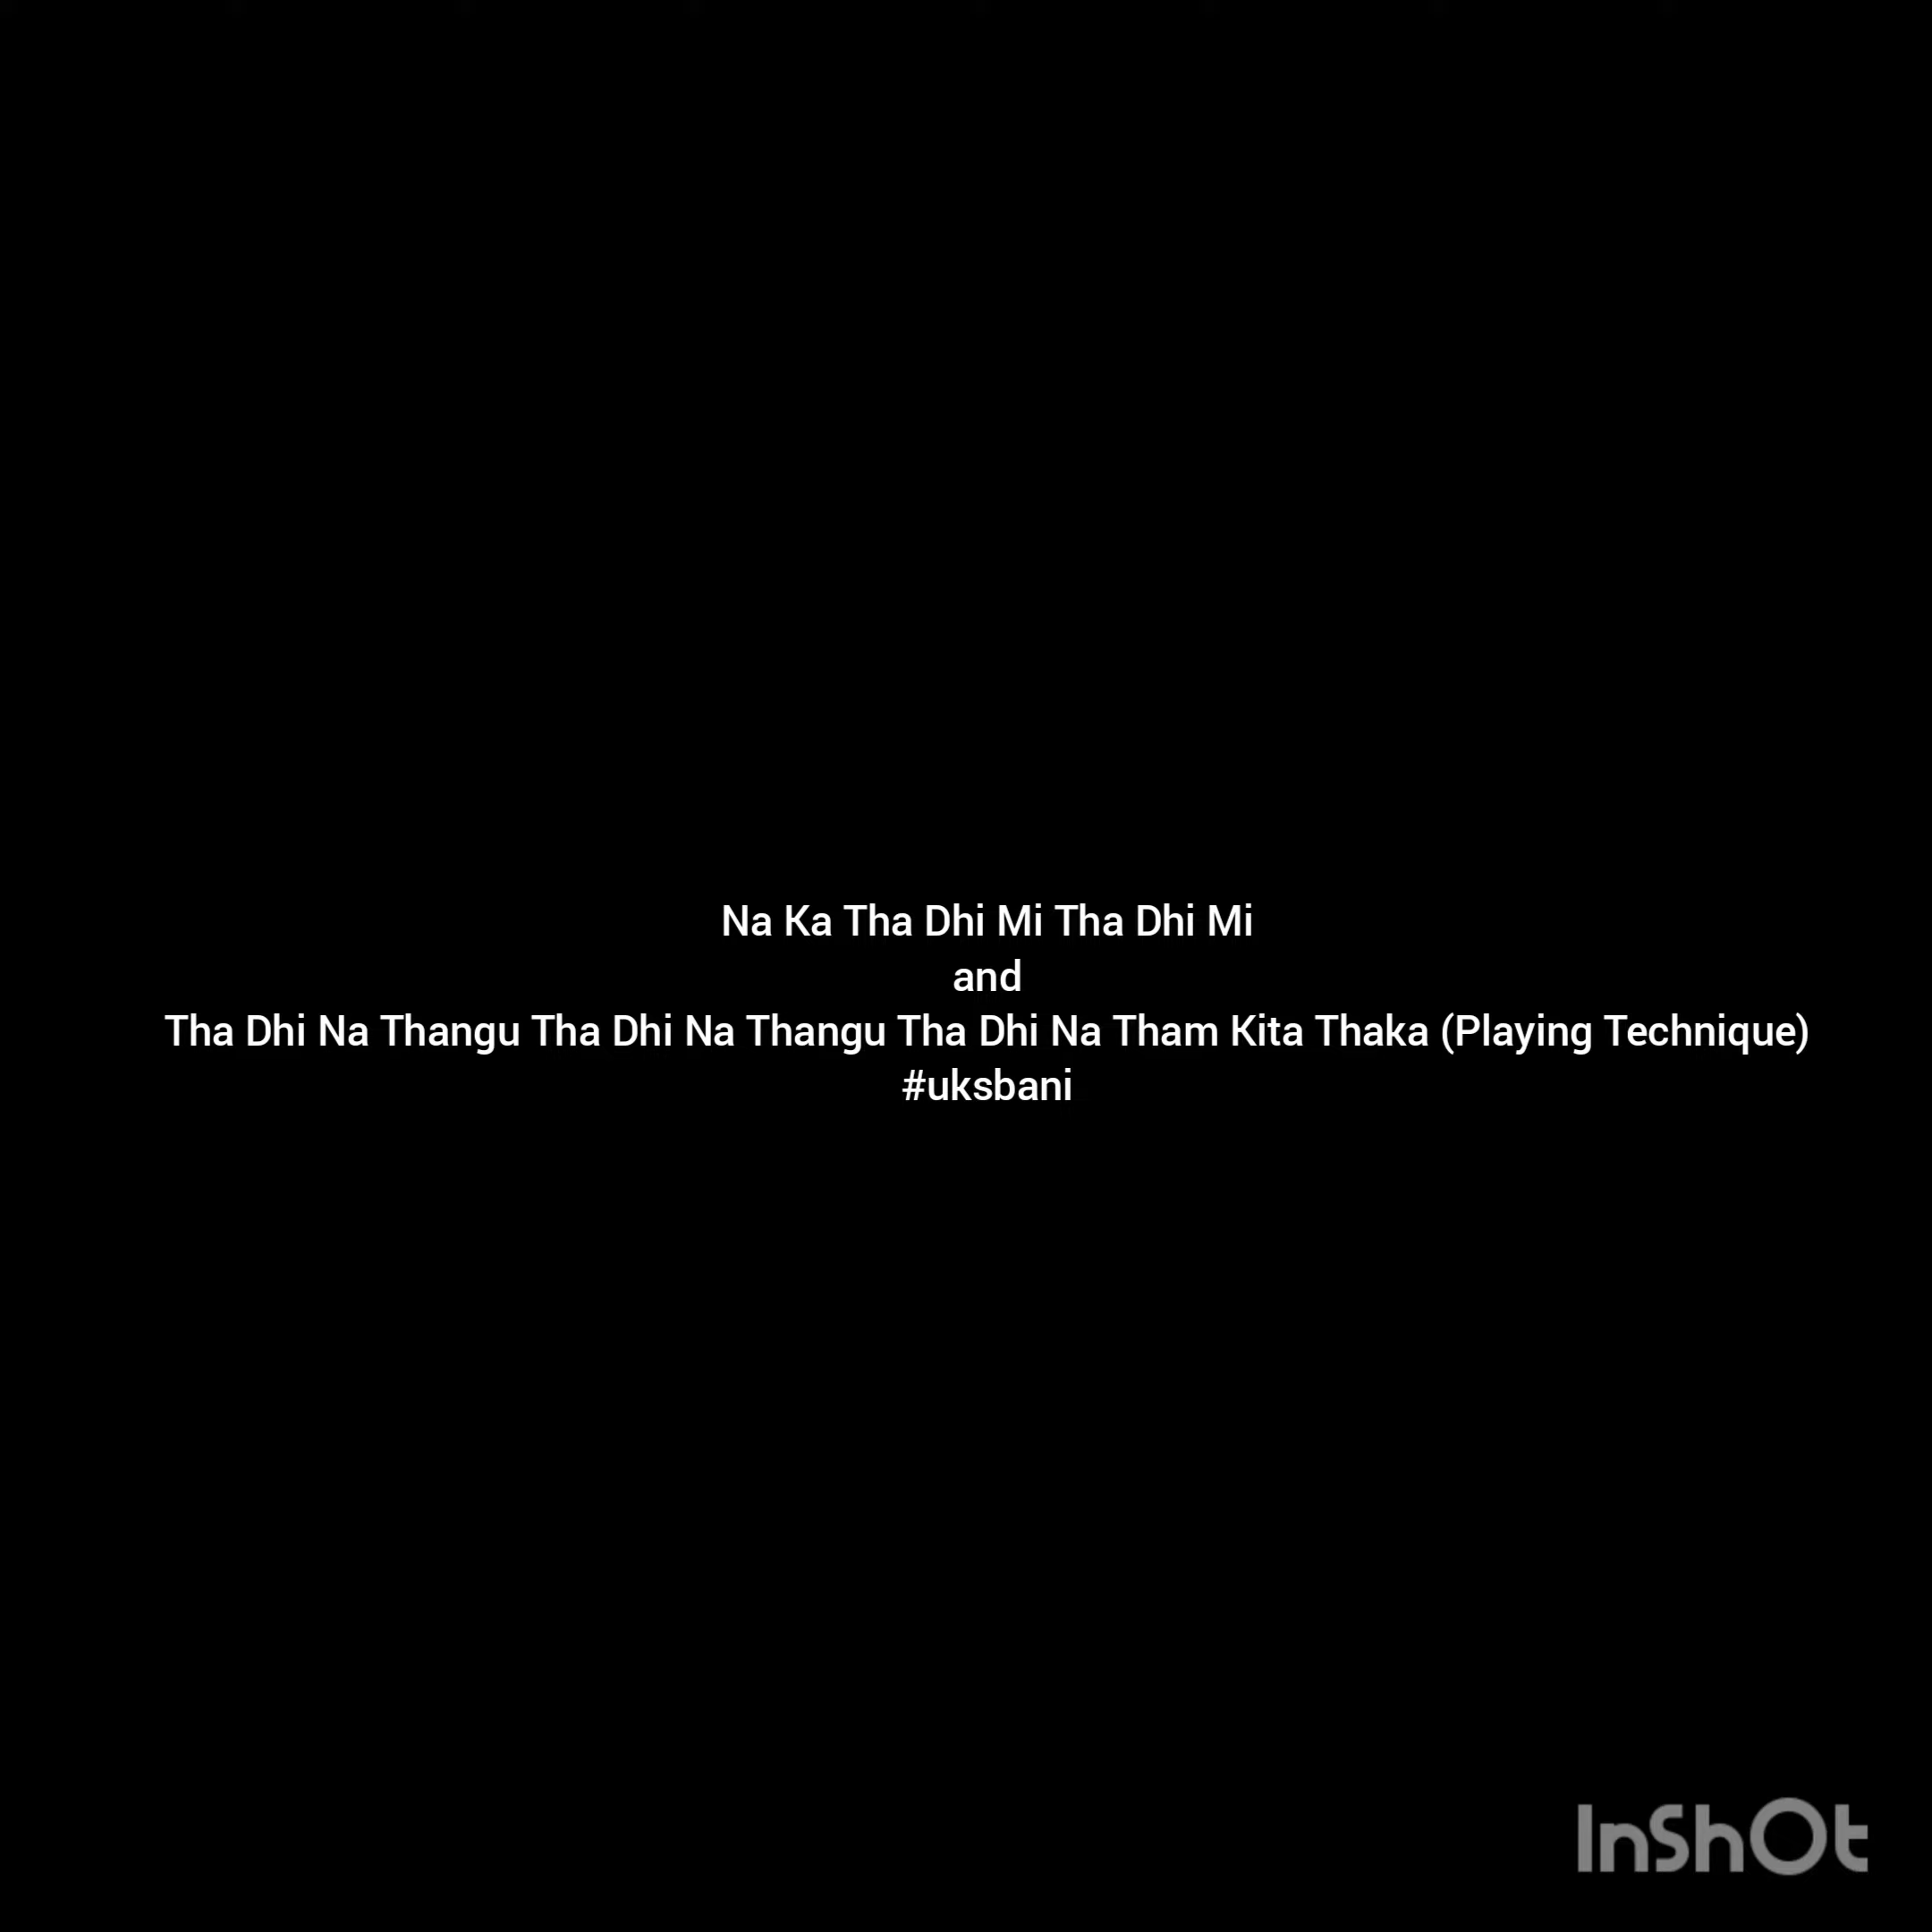 Na Ka Tha Dhi Mi Tha Dhi Mi
and
Tha Dhi Na Thangu Tha Dhi Na Thangu Tha Dhi Na Tham Kita Thaka (Playing Technique)
#uksbani
InShOt